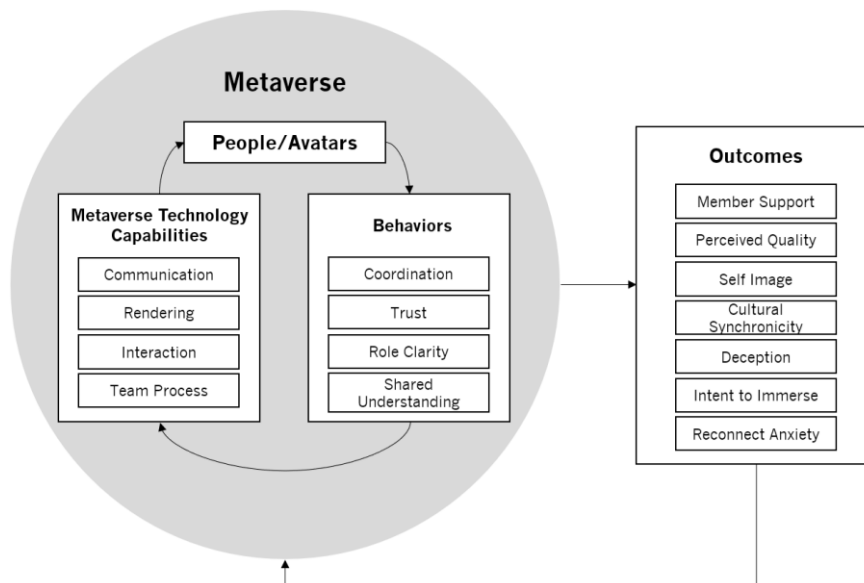 Metaverse
People/Avatars
Metaverse Technology
Capabilities
Communication
Rendering
Interaction
Team Process
Behaviors
Coordination
Trust
Role Clarity
Shared
Understanding
Outcomes
Member Support
Perceived Quality
Self Image
Cultural
Synchronicity
Deception
Intent to Immerse
Reconnect Anxiety